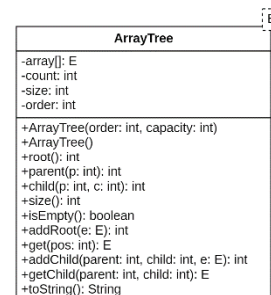 E
ArrayTree
-array[]: E
-count: int
-size: int
-order: int
+ArrayTree(order: int, capacity: int)
+ArrayTree()
+root(): int
+parent(p: int): int
+child(p: int, c: int): int
+size(): int
+isEmpty(): boolean
+addRoot(e: E): int
+get(pos: int): E
+addChild(parent: int, child: int, e: E): int
+getChild(parent: int, child: int): E
+toString(): String